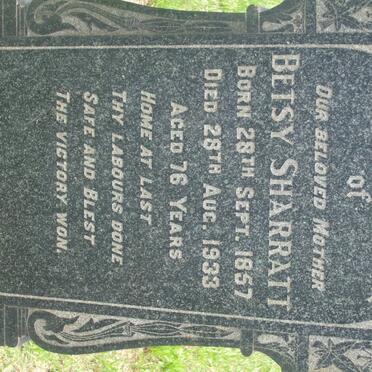 of
OUR BELOVED MOTHER
BETSY SHARRATT
BORN 28TH SEPT. 1857
DIED 28TH AUG. 1933
AGED 76 YEARS
HOME AT LAST
THY LABOURS DONE
SAFE AND BLEST
THE VICTORY WON.